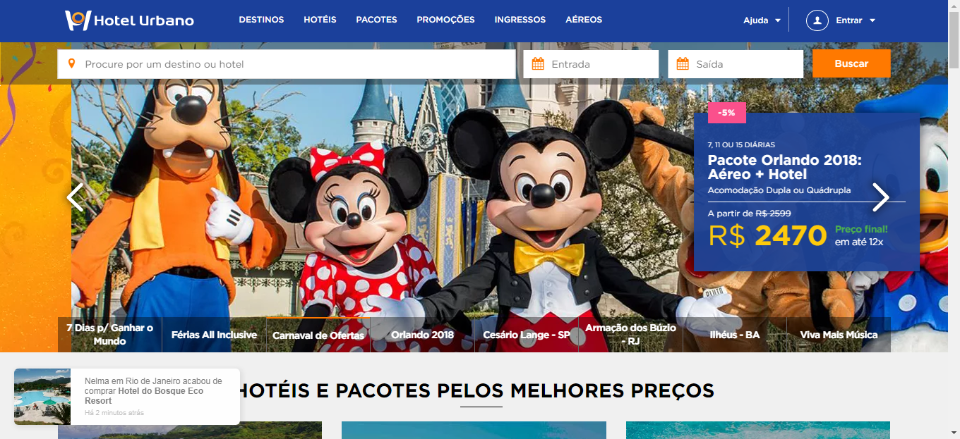 Hotel Urbano
DESTINOS HOTÉIS PACOTES PROMOÇÕES INGRESSOS AÉREOS
Ajuda Entrar
Procure por um destino ou hotel
Entrada
Saída
Buscar
-5%
7, 11 OU 15 DIÁRIAS
Pacote Orlando 2018:
Aéreo + Hotel
Acomodação Dupla ou Quádrupla
A partir de R$ 2599
R$ 2470
Preço final!
em até 12x
PLUTO
7 Dias p/ Ganhar o
Mundo
Férias All Inclusive
Carnaval de Ofertas
Orlando 2018
Cesário Lange - SP
Armação dos Búzio
- RJ
Ilhéus - BA
Viva Mais Música
Nelma em Rio de Janeiro acabou de
comprar Hotel do Bosque Eco
Resort
Há 2 minutos atrás
HOTÉIS E PACOTES PELOS MELHORES PREÇOS